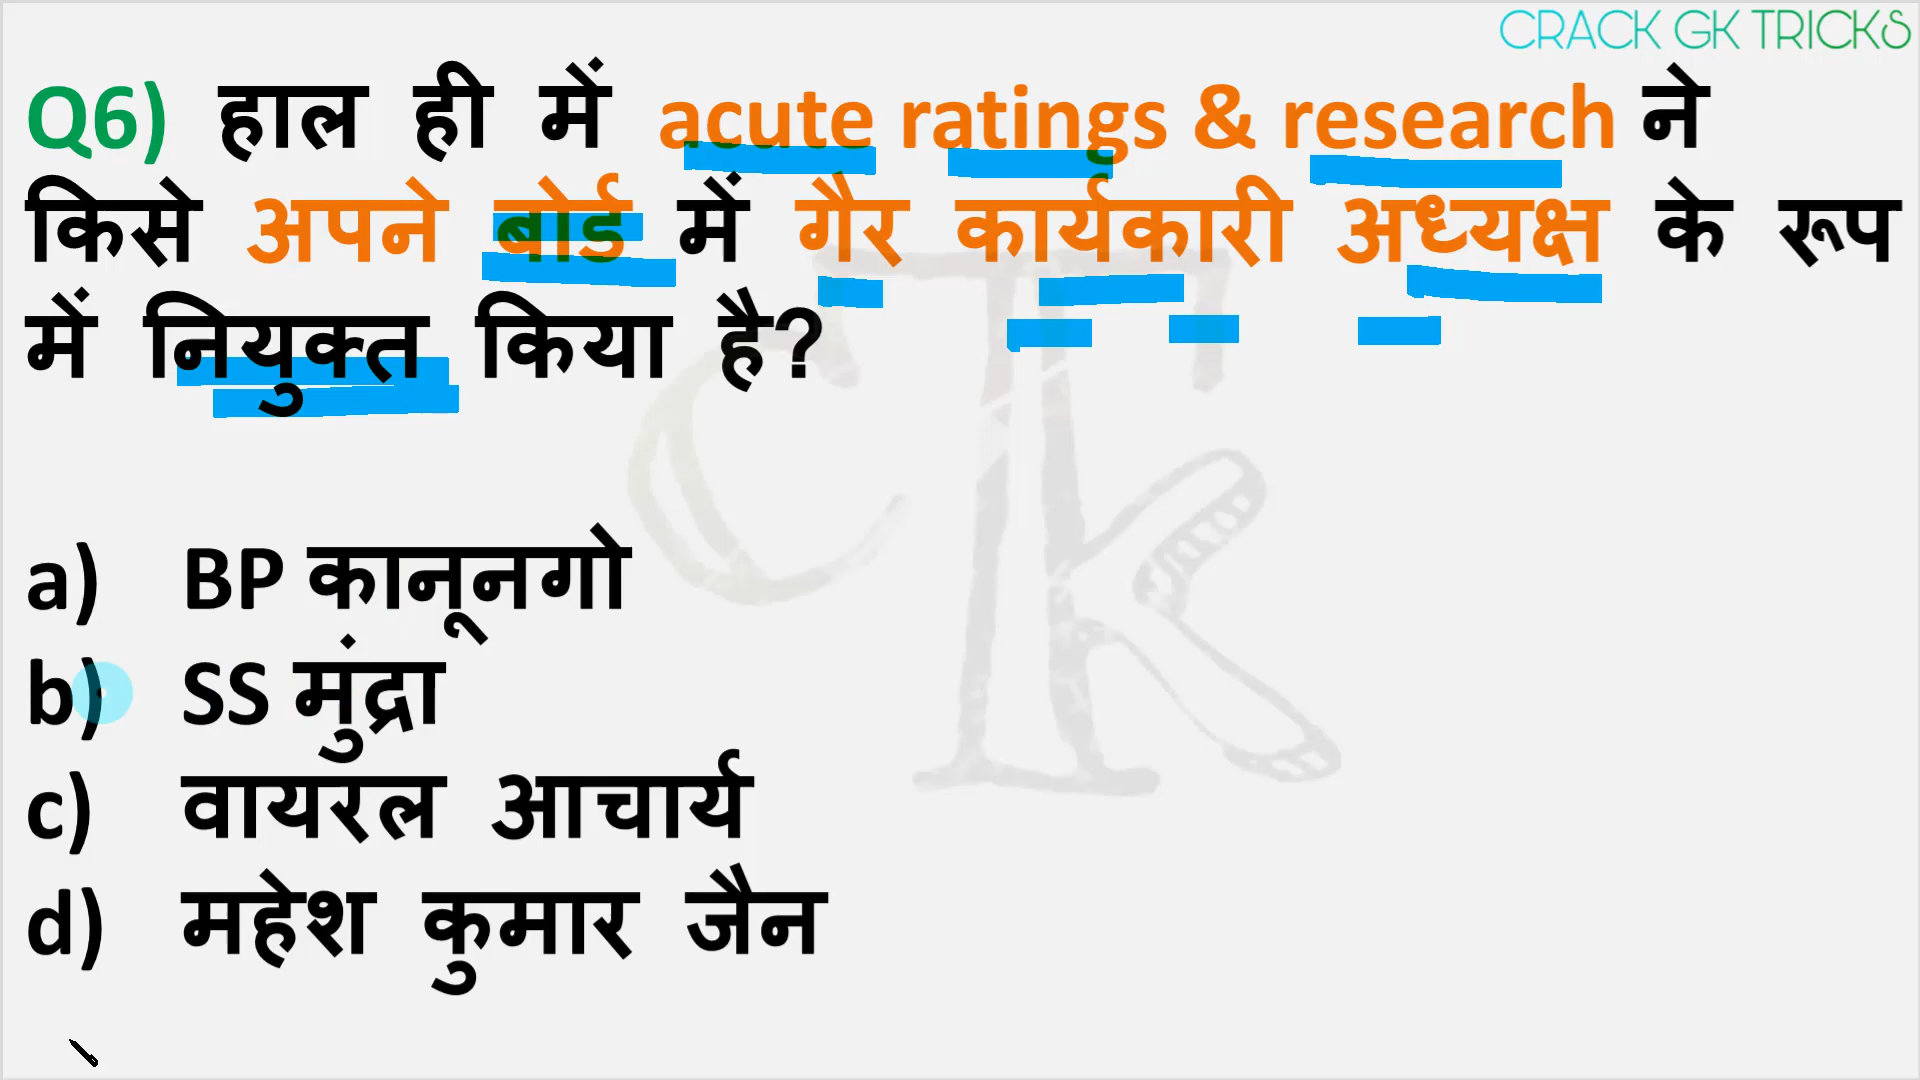 CRACK GK TRICKS
Q6) हाल ही में acute ratings & research ने
किसे अपने बोर्ड में गैर कार्यकारी अध्यक्ष के रूप
में नियुक्त किया है?
a) BP कानूनगो
b) SS मुंद्रा
c) वायरल आचार्य
d) महेश कुमार जैन